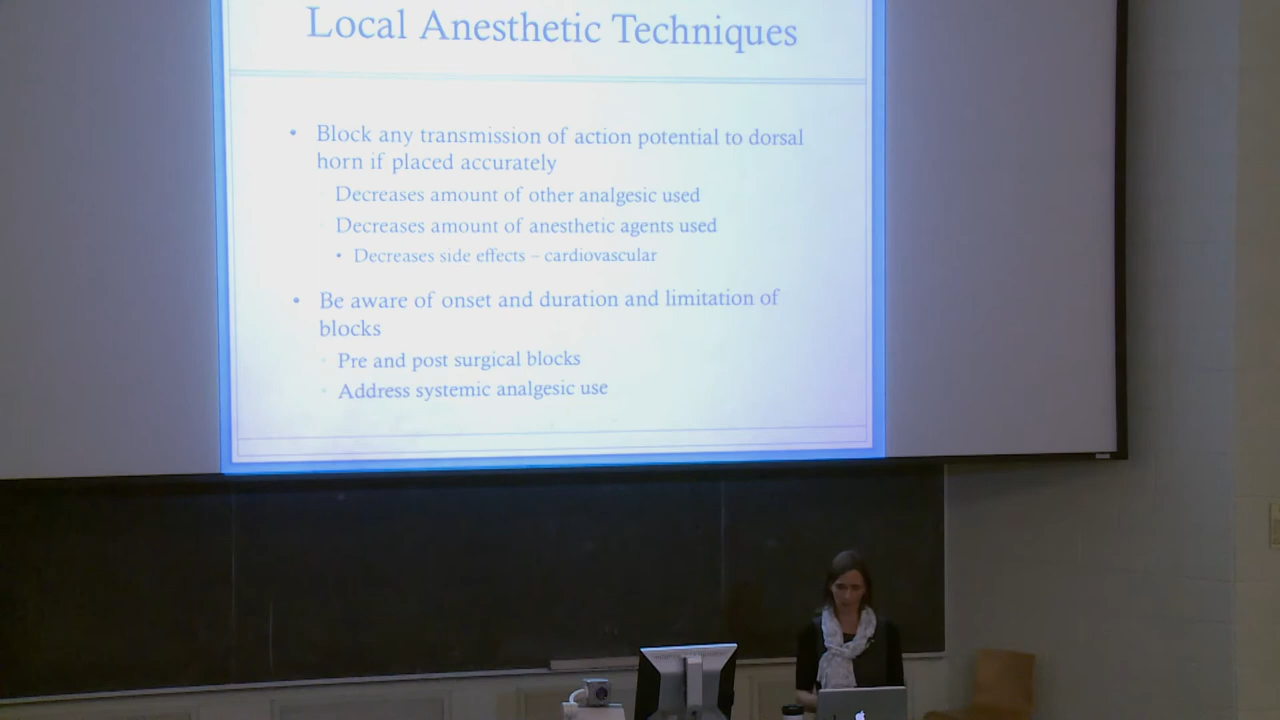 Local Anesthetic Techniques
• Block any transmission of action potential to dorsal
horn if placed accurately
Decreases amount of other analgesic used
Decreases amount of anesthetic agents used
• Decreases side effects – cardiovascular
• Be aware of onset and duration and limitation of
blocks
• Pre and post surgical blocks
• Address systemic analgesic use